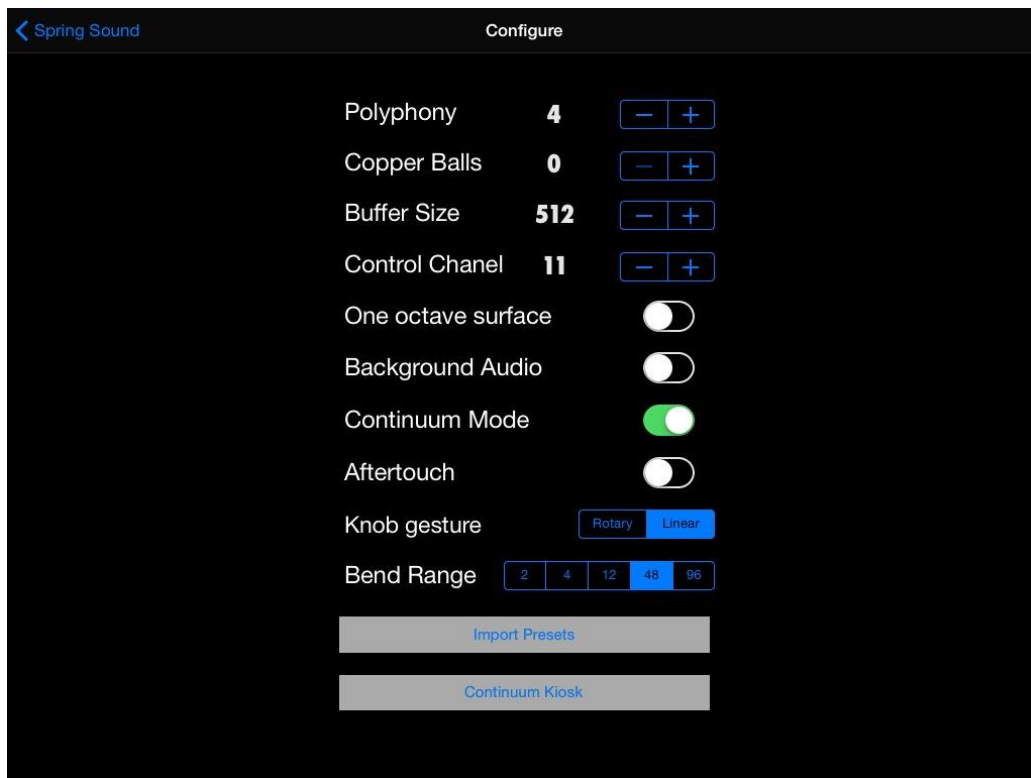 Spring Sound Configure
Polyphony 4 − +
Copper Balls 0 − +
Buffer Size 512 − +
Control Chanel 11 − +
One octave surface
Background Audio
Continuum Mode
Aftertouch
Knob gesture Rotary Linear
Bend Range 2 4 12 48 96
Import Presets
Continuum Kiosk